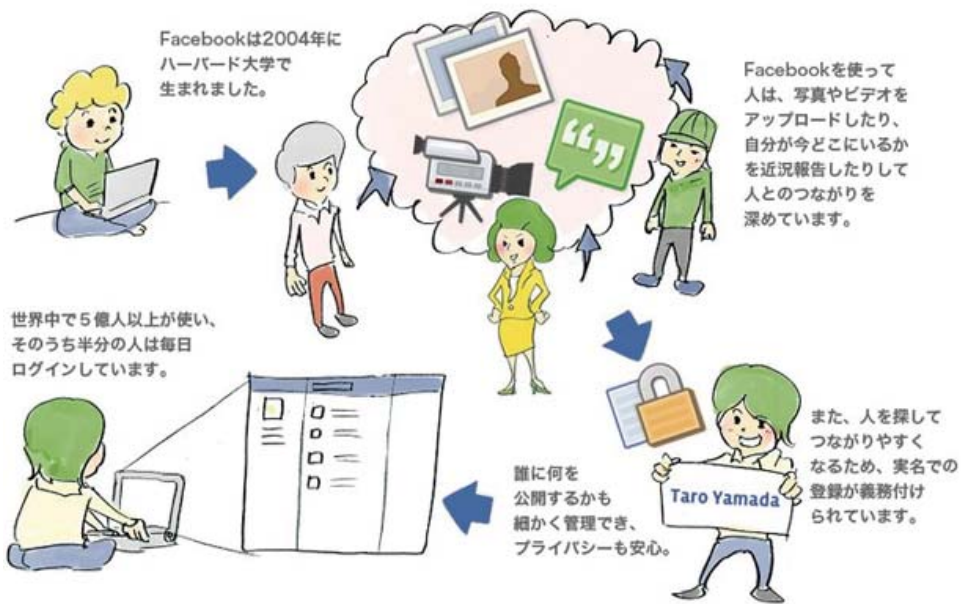 Facebookは2004年に
ハーバード大学で
生まれました。
Facebookを使って
人は、写真やビデオを
アップロードしたり、
自分が今どこにいるか
を近況報告したりして
人とのつながりを
深めています。
また、人を探して
つながりやすく
なるため、実名での
登録が義務付け
られています。
Taro Yamada
誰に何を
公開するかも
細かく管理でき、
プライバシーも安心。
世界中で5億人以上が使い、
そのうち半分の人は毎日
ログインしています。